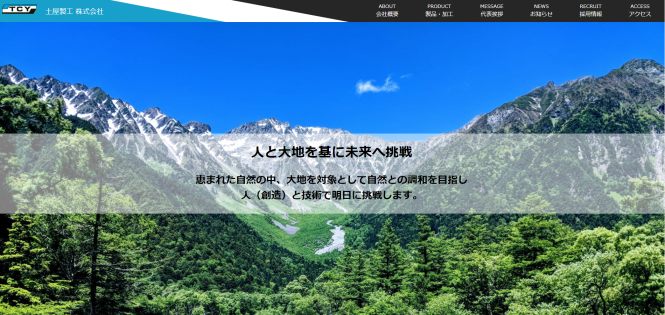 TCY
土屋製工 株式会社
ABOUT
会社概要
PRODUCT
製品・加工
MESSAGE
代表挨拶
NEWS
お知らせ
RECRUIT
採用情報
ACCESS
アクセス
人と大地を基に未来へ挑戦
恵まれた自然の中、大地を対象として自然との調和を目指し
人（創造）と技術で明日に挑戦します。